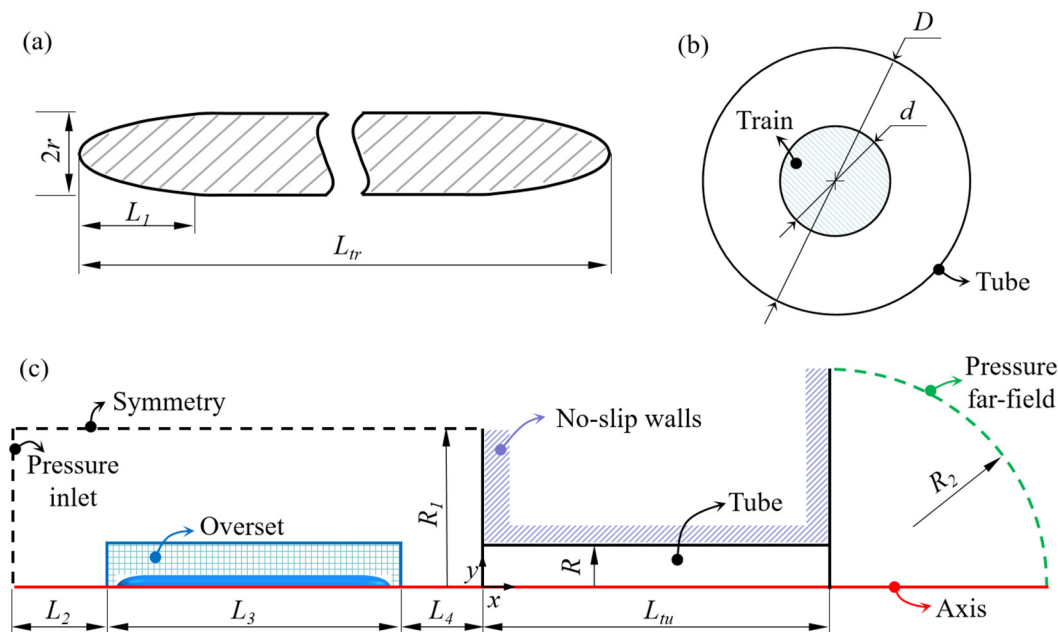 (a)
2r
L1
Ltr
(b)
D
d
Train
Tube
(c)
Symmetry
Pressure
inlet
Overset
R1
No-slip walls
Tube
R
y
x
Pressure
far-field
R2
Axis
L2
L3
L4
Ltu